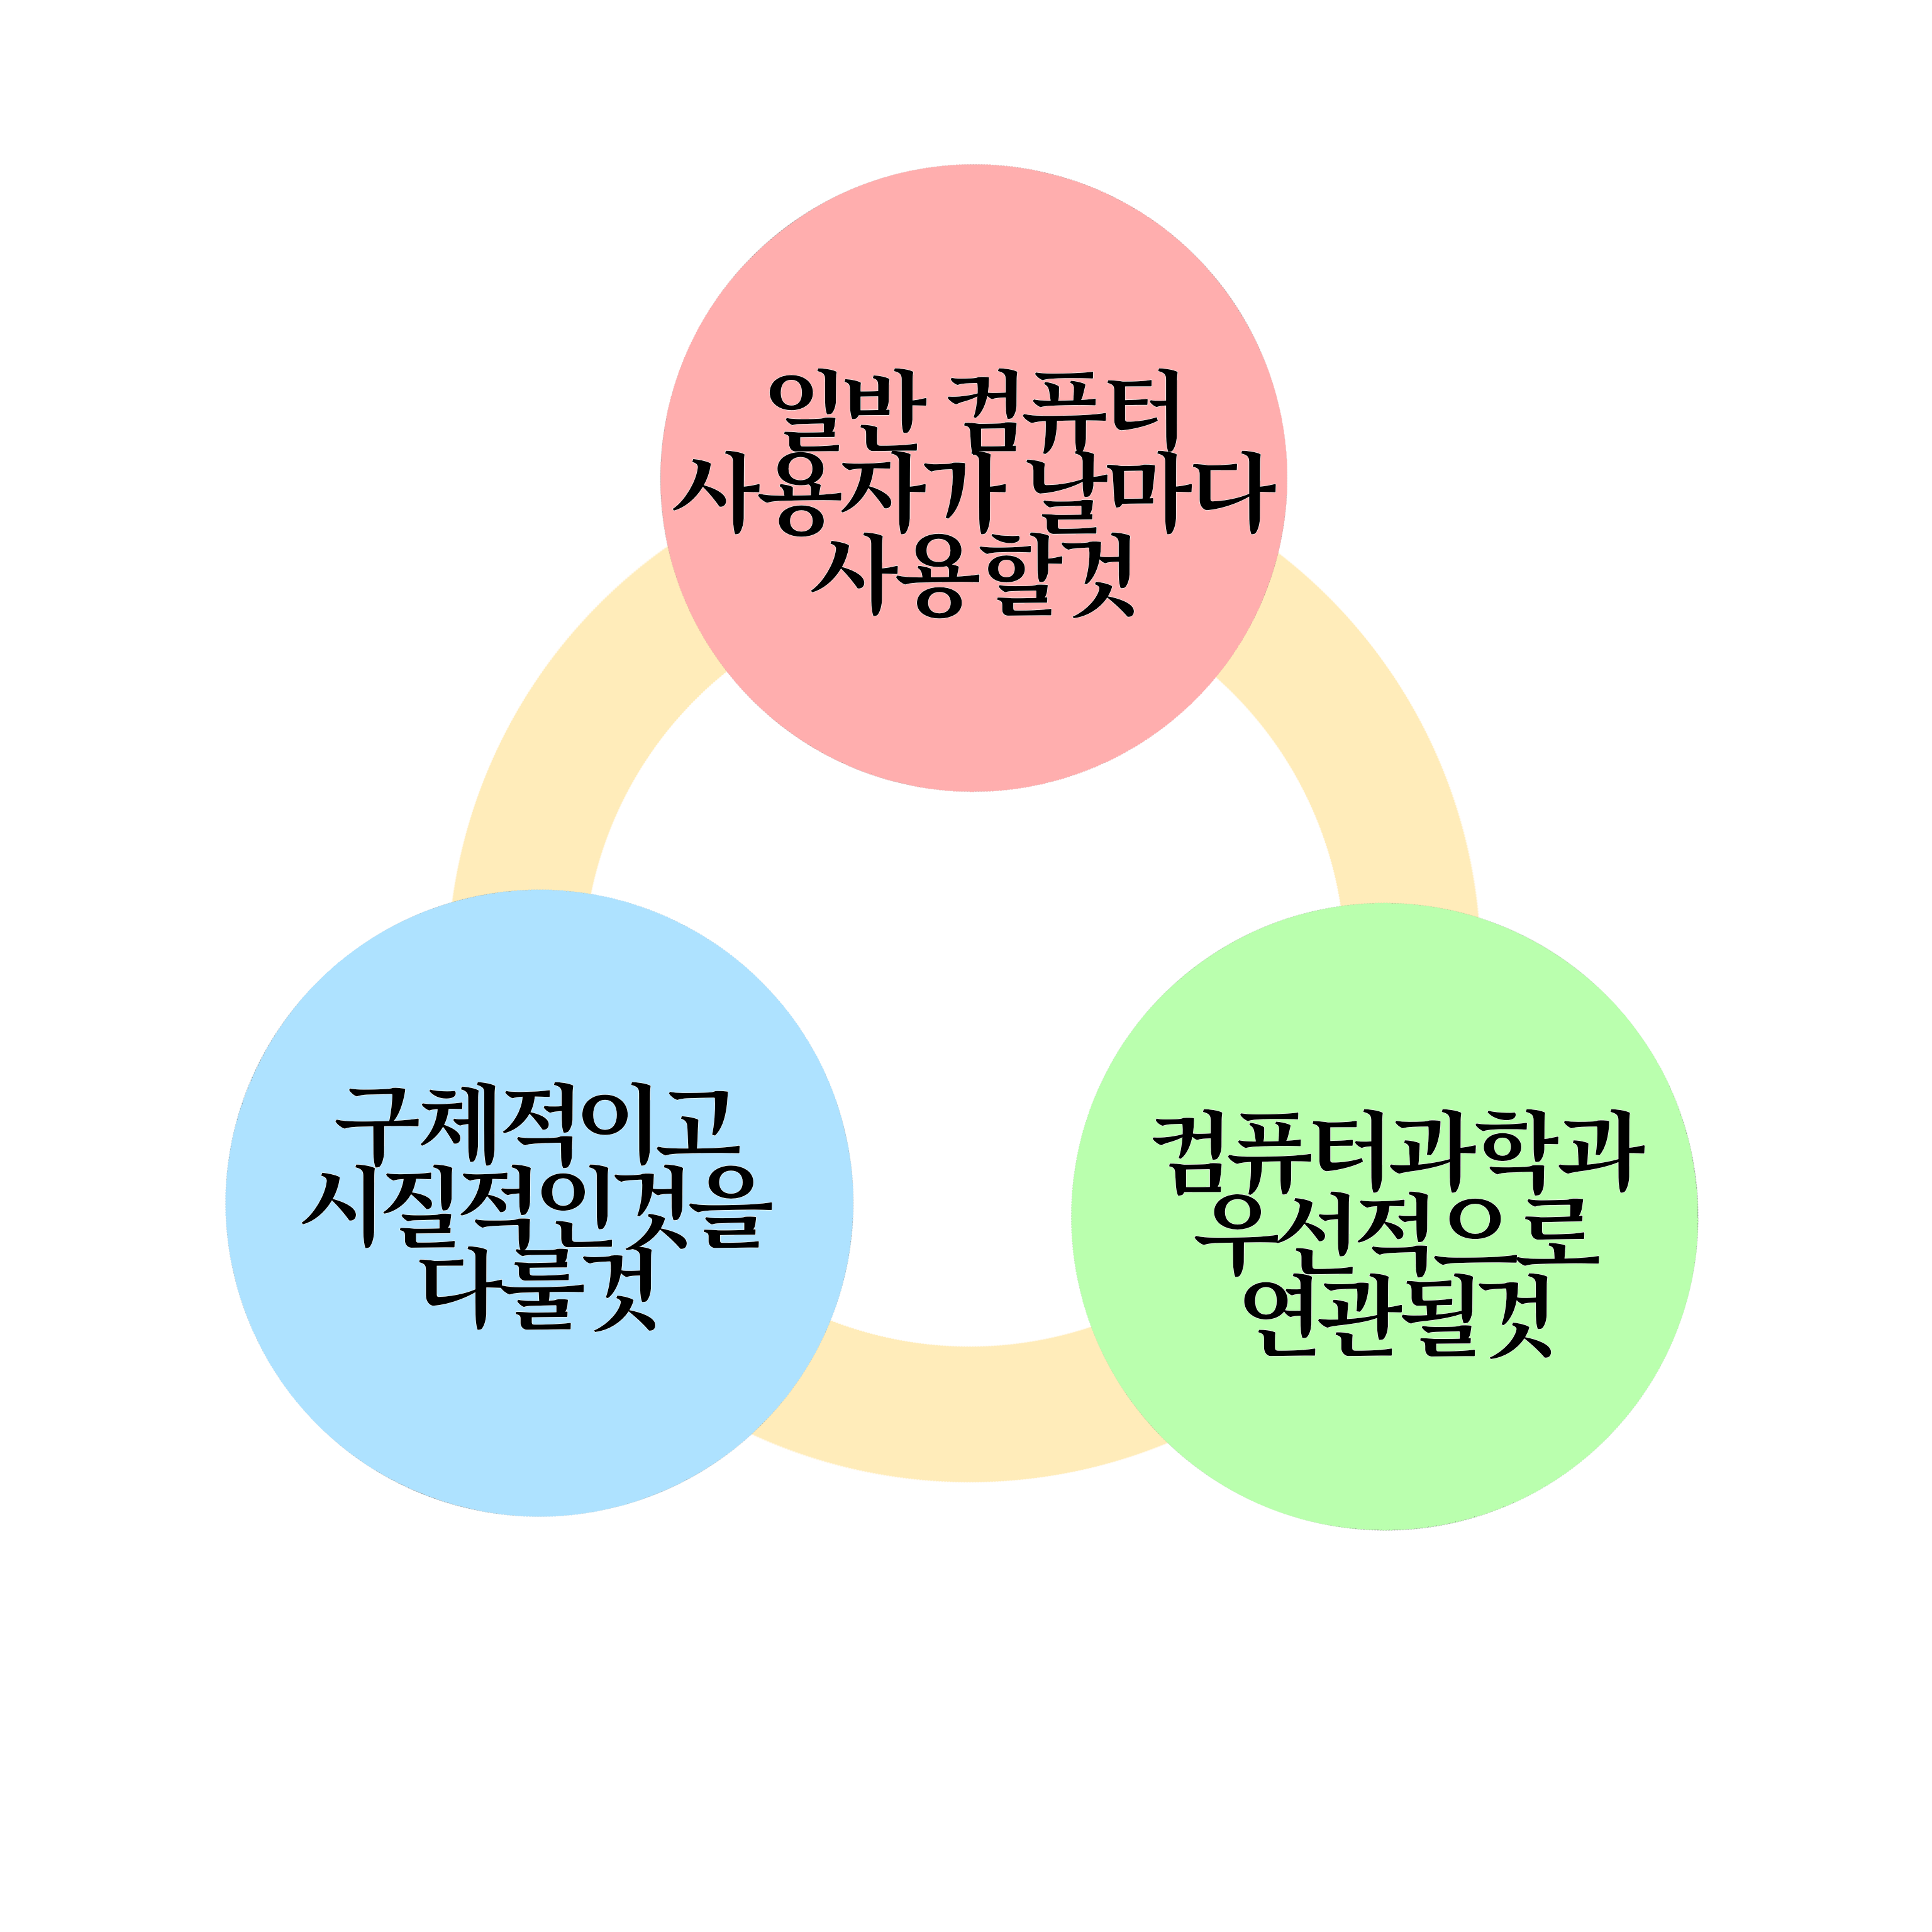 일반 컴퓨터
사용자가 날마다
사용할것
구체적이고
시질적인것을
다룰것
컴퓨터과학과
우선적으로
연관될것